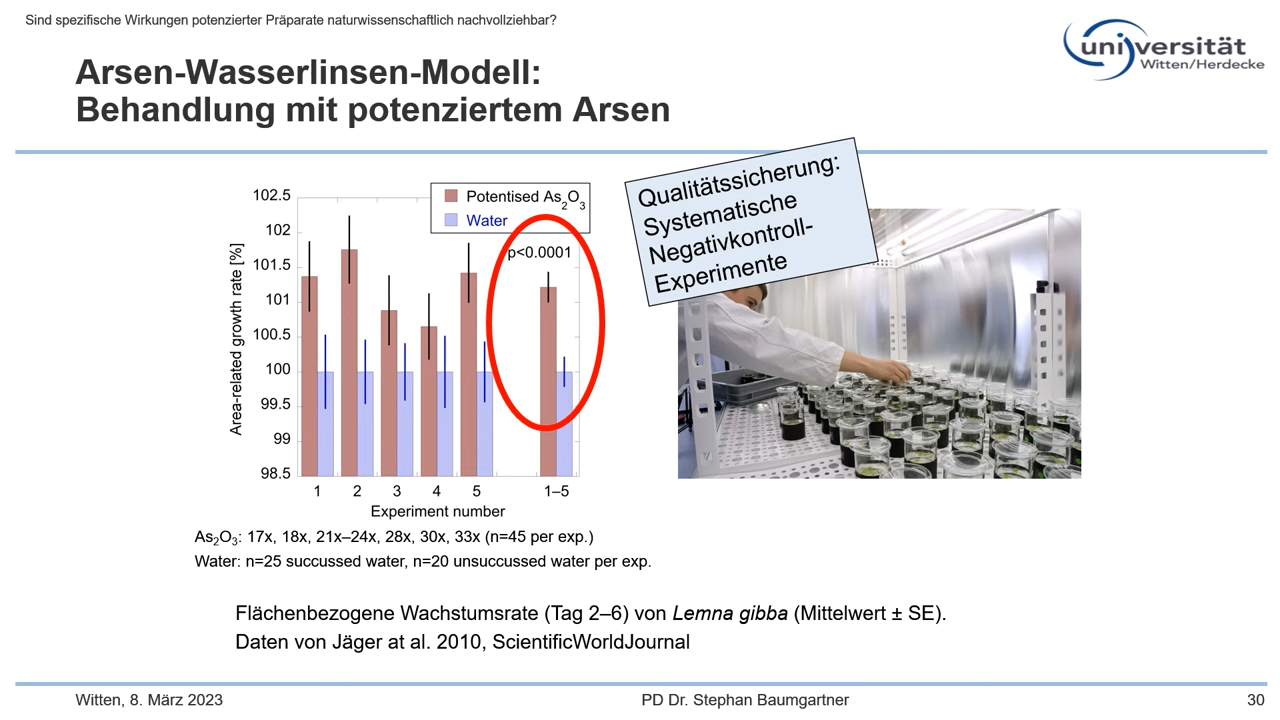 Sind spezifische Wirkungen potenzierter Präparate naturwissenschaftlich nachvollziehbar?
universität
Witten/Herdecke
Arsen-Wasserlinsen-Modell:
Behandlung mit potenziertem Arsen
Qualitätssicherung:
Systematische
Negativkontroll-
Experimente
Potentised As₂O₃
Water
p<0.0001
Area-related growth rate [%]
102.5
102
101.5
101
100.5
100
99.5
99
98.5
1 2 3 4 5 1–5
Experiment number
As₂O₃: 17x, 18x, 21x–24x, 28x, 30x, 33x (n=45 per exp.)
Water: n=25 succussed water, n=20 unsuccussed water per exp.
Flächenbezogene Wachstumsrate (Tag 2–6) von Lemna gibba (Mittelwert ± SE).
Daten von Jäger at al. 2010, ScientificWorldJournal
Witten, 8. März 2023
PD Dr. Stephan Baumgartner
30